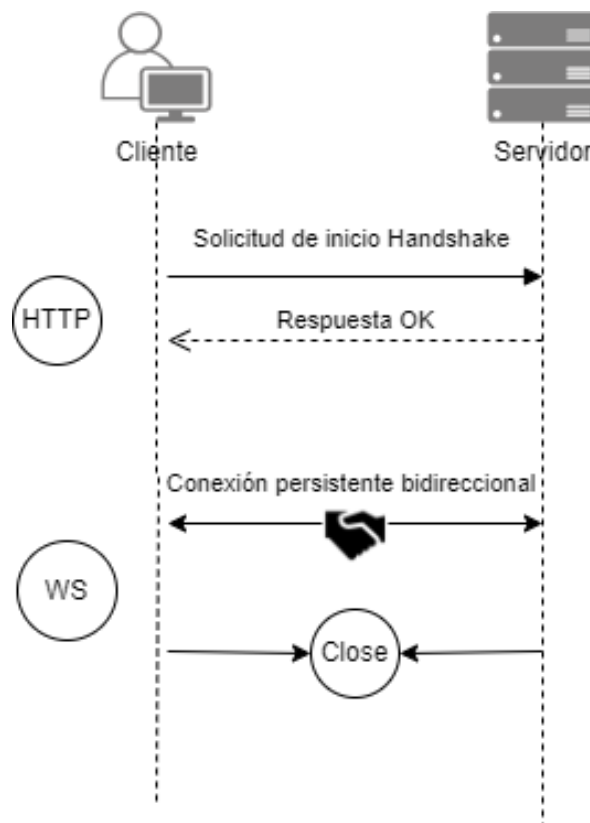 Cliente
Servidor
Solicitud de inicio Handshake
HTTP
Respuesta OK
Conexión persistente bidireccional
WS
Close